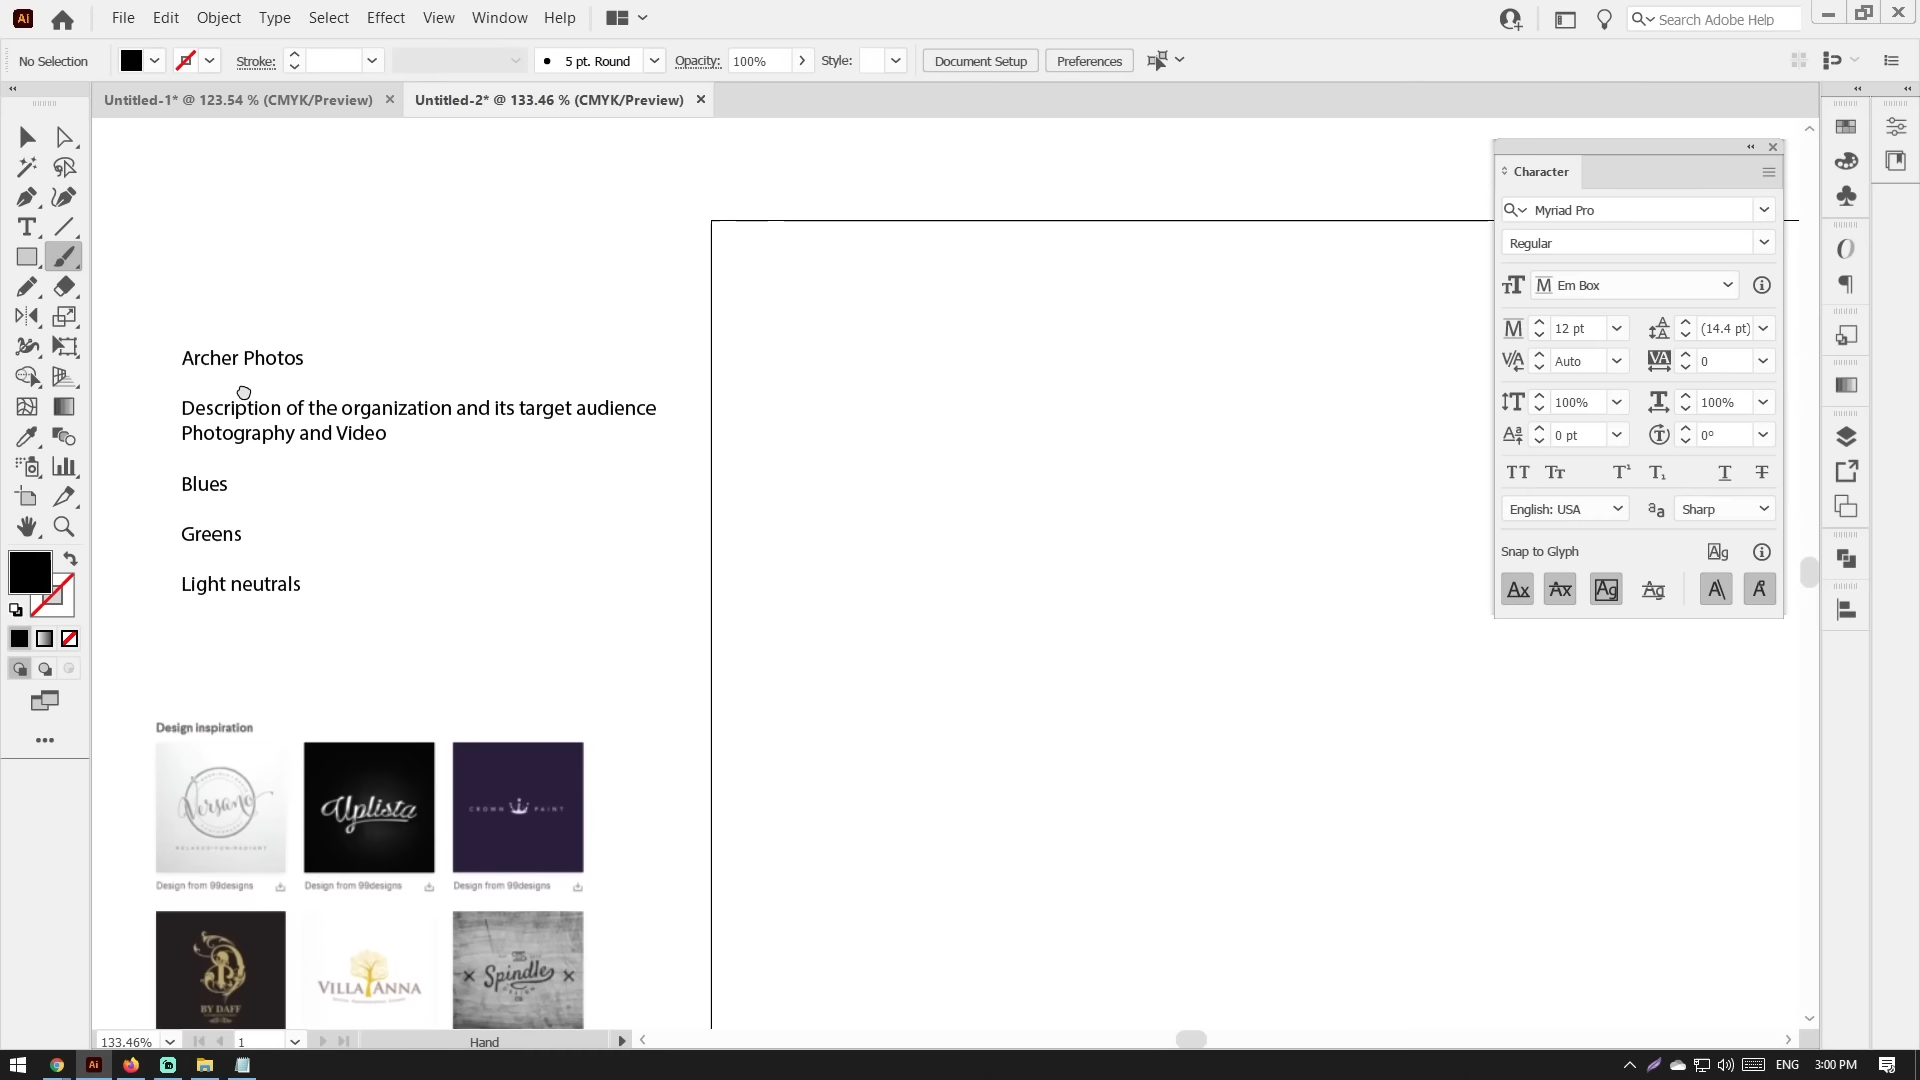 File Edit Object Type Select Effect View Window Help
Search Adobe Help
No Selection
Stroke:
5 pt. Round
Opacity: 100%
Style:
Document Setup
Preferences
Untitled-1* @ 123.54 % (CMYK/Preview)
Untitled-2* @ 133.46 % (CMYK/Preview)
Character
Myriad Pro
Regular
Em Box
12 pt
(14.4 pt)
Auto
0
100%
100%
0 pt
0°
English: USA
Sharp
Snap to Glyph
Archer Photos
Description of the organization and its target audience
Photography and Video
Blues
Greens
Light neutrals
Design inspiration
Versano
Uplista
CROWN PAINT
Design from 99designs
Design from 99designs
Design from 99designs
BY DAFF
VILLA ANNA
Spindle
133.46%
1
Hand
ENG
3:00 PM